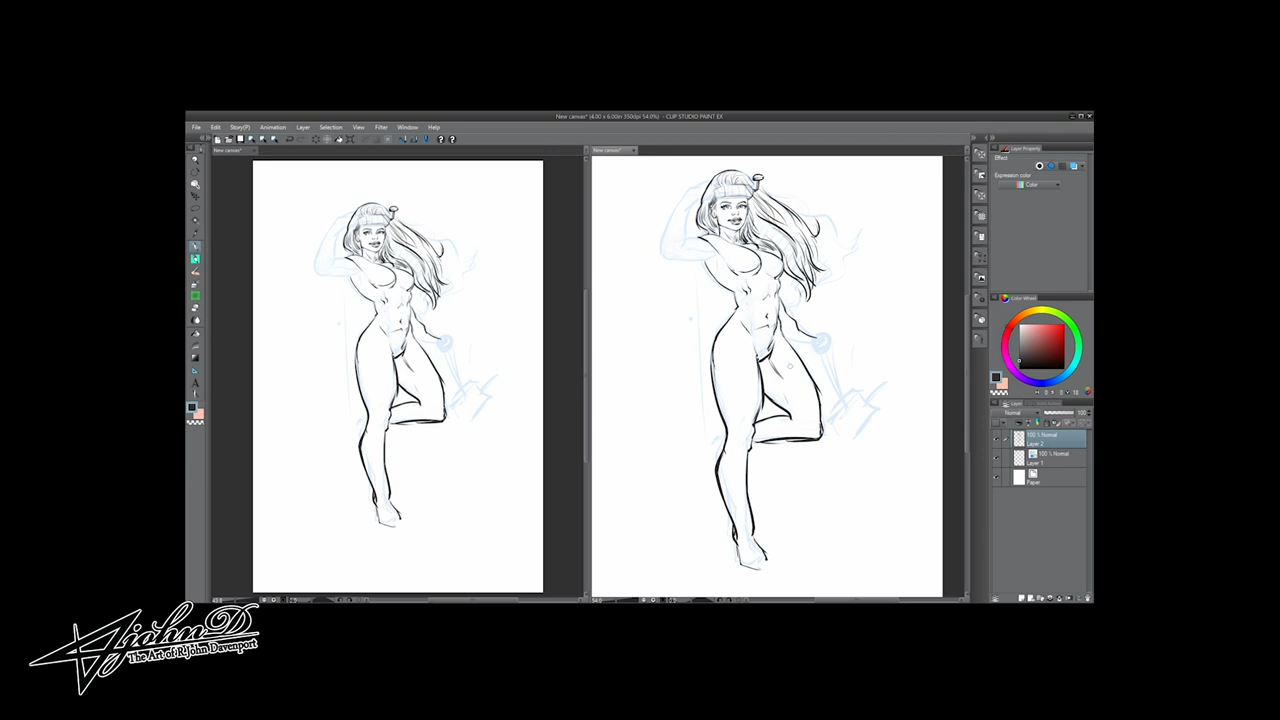 New canvas* (4.00 x 6.00in 350dpi 54.0%) - CLIP STUDIO PAINT EX
File Edit Story(P) Animation Layer Selection View Filter Window Help
New canvas*
New canvas*
Layer Property
Effect
Expression color
Color
Color Wheel
Layer
Normal
100
100 % Normal
Layer 2
100 % Normal
Layer 1
Paper
JohnD
The Art of R.John Davenport